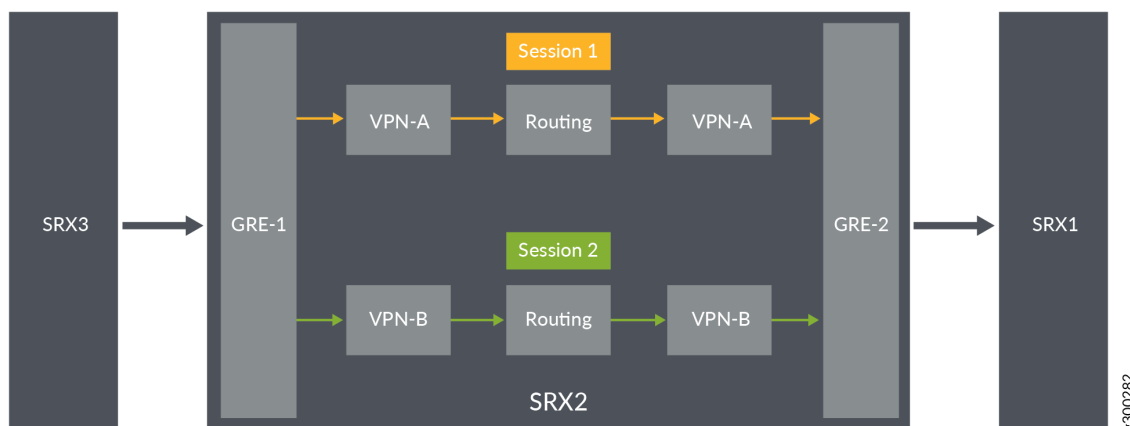 Session 1
VPN-A
Routing
VPN-A
SRX3
GRE-1
GRE-2
SRX1
Session 2
VPN-B
Routing
VPN-B
SRX2